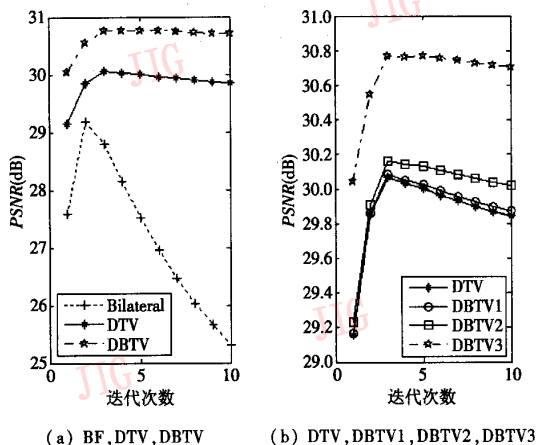 JIG
31
30
29
28
27
26
25
PSNR(dB)
Bilateral
DTV
DBTV
JIG
0
5
10
迭代次数
(a) BF,DTV,DBTV
JIG
31.0
30.8
30.6
30.4
30.2
30.0
29.8
29.6
29.4
29.2
29.0
PSNR(dB)
DTV
DBTV1
DBTV2
DBTV3
JIG
0
5
10
迭代次数
(b) DTV,DBTV1,DBTV2,DBTV3